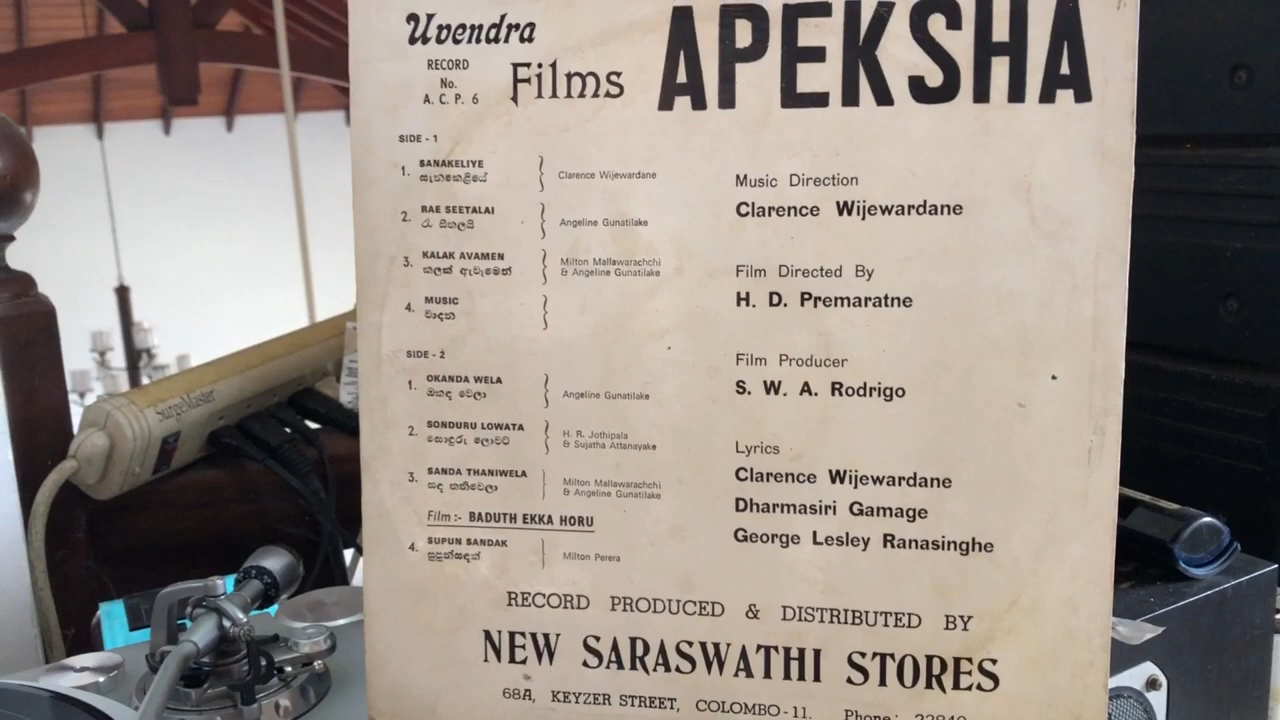 Uvendra
Films
APEKSHA
RECORD
No.
A. C. P. 6
SIDE - 1
1. SANAKELIYE
සැනකෙළියේ
Clarence Wijewardane
2. RAE SEETALAI
රෑ සීතලයි
Angeline Gunatilake
3. KALAK AVAMEN
කලක් ඇවෑමෙන්
Milton Mallawarachchi
& Angeline Gunatilake
4. MUSIC
වාදන
SIDE - 2
1. OKANDA WELA
ඔකඳ වෙලා
Angeline Gunatilake
2. SONDURU LOWATA
සොඳුරු ලොවට
H. R. Jothipala
& Sujatha Attanayake
3. SANDA THANIWELA
සඳ තනිවෙලා
Milton Mallawarachchi
& Angeline Gunatilake
Film :- BADUTH EKKA HORU
4. SUPUN SANDAK
සුපුන්සඳක්
Milton Perera
Music Direction
Clarence Wijewardane
Film Directed By
H. D. Premaratne
Film Producer
S. W. A. Rodrigo
Lyrics
Clarence Wijewardane
Dharmasiri Gamage
George Lesley Ranasinghe
RECORD PRODUCED & DISTRIBUTED BY
NEW SARASWATHI STORES
68A, KEYZER STREET, COLOMBO-11. Phone:
SurgeMaster